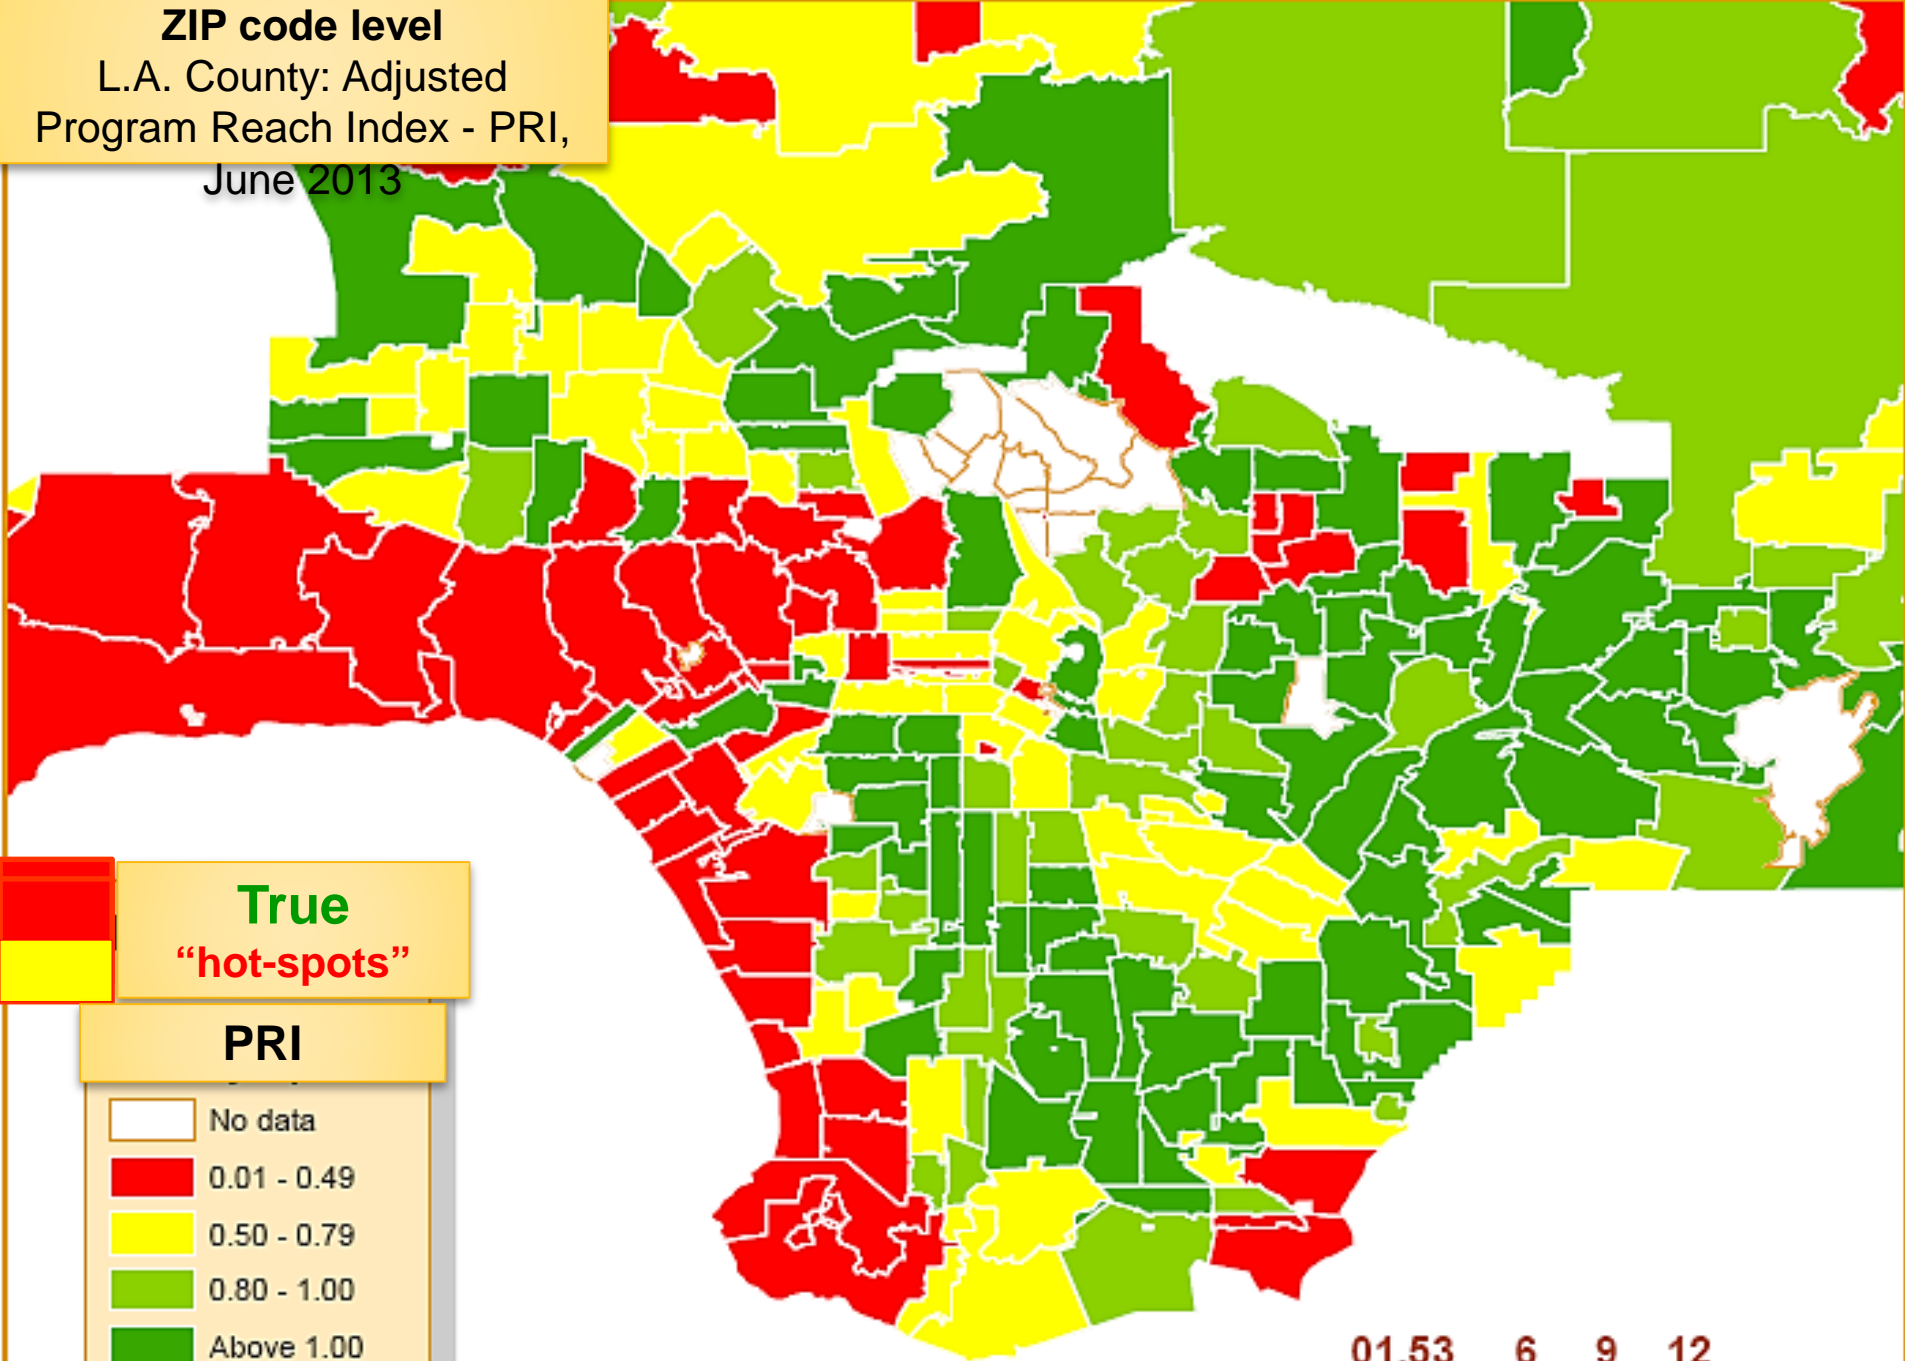 ZIP code level
L.A. County: Adjusted
Program Reach Index - PRI,
June 2013
True
“hot-spots”
PRI
No data
0.01 - 0.49
0.50 - 0.79
0.80 - 1.00
Above 1.00
01.53 6 9 12